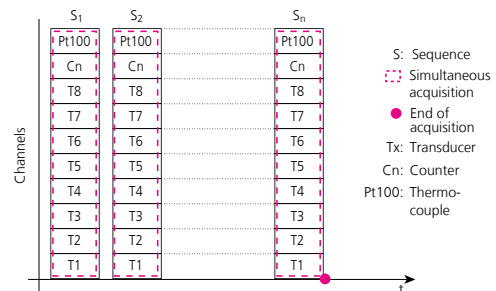 S1 S2 Sn
Pt100 Pt100 Pt100
Cn Cn Cn
T8 T8 T8
T7 T7 T7
T6 T6 T6
T5 T5 T5
T4 T4 T4
T3 T3 T3
T2 T2 T2
T1 T1 T1
Channels
t
S: Sequence
Simultaneous
acquisition
End of
acquisition
Tx: Transducer
Cn: Counter
Pt100: Thermo-
couple